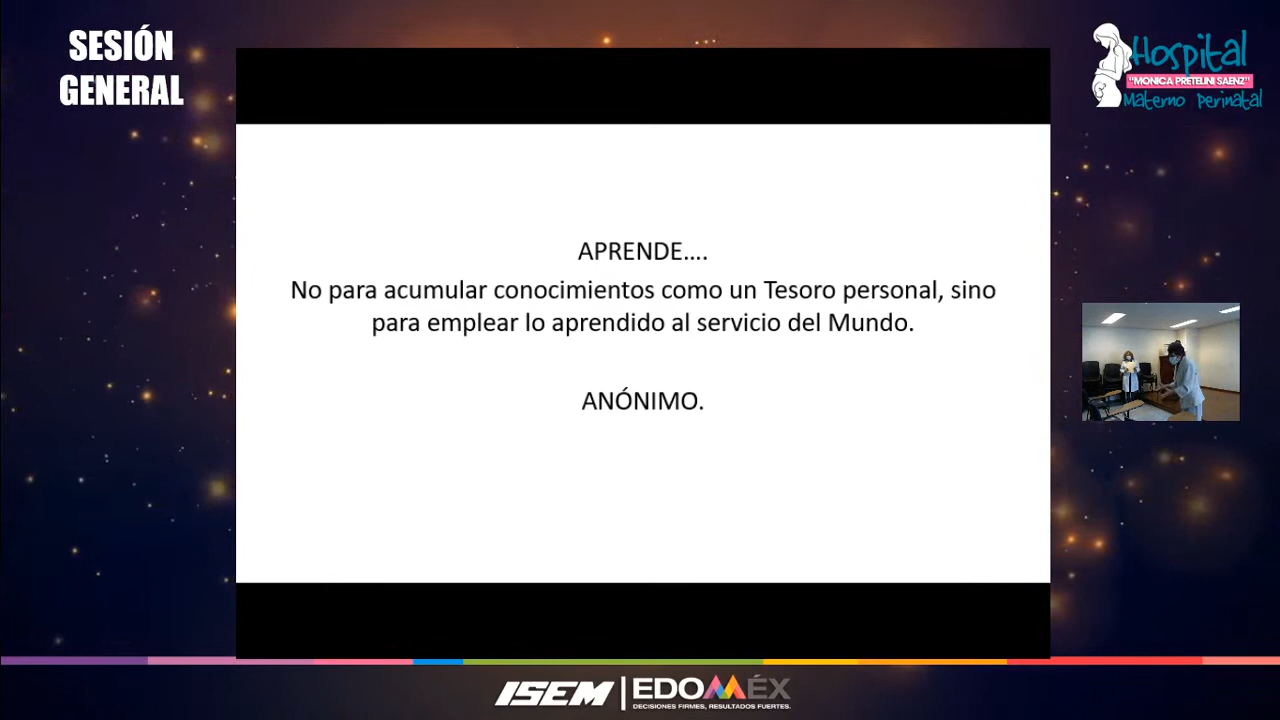 SESIÓN
GENERAL
Hospital
"MONICA PRETELINI SAENZ"
Materno Perinatal
APRENDE....
No para acumular conocimientos como un Tesoro personal, sino
para emplear lo aprendido al servicio del Mundo.
ANÓNIMO.
ISEM | EDOMÉX
DECISIONES FIRMES, RESULTADOS FUERTES.